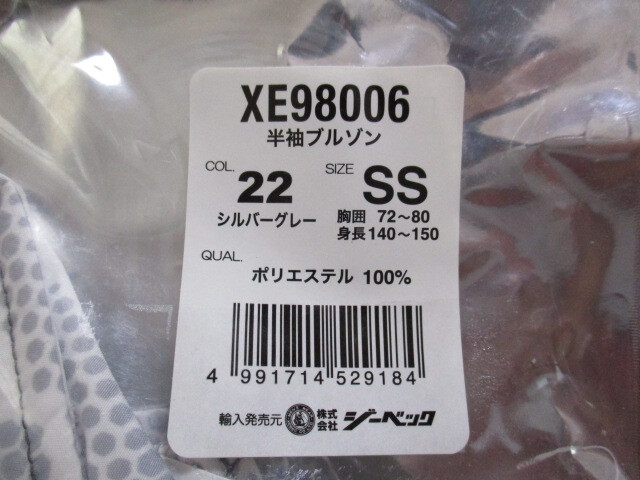 XE98006
半袖ブルゾン
COL. 22 SIZE SS
シルバーグレー 胸囲 72～80
身長140～150
QUAL.
ポリエステル 100%
4 991714 529184
輸入発売元 株式会社 ジーベック